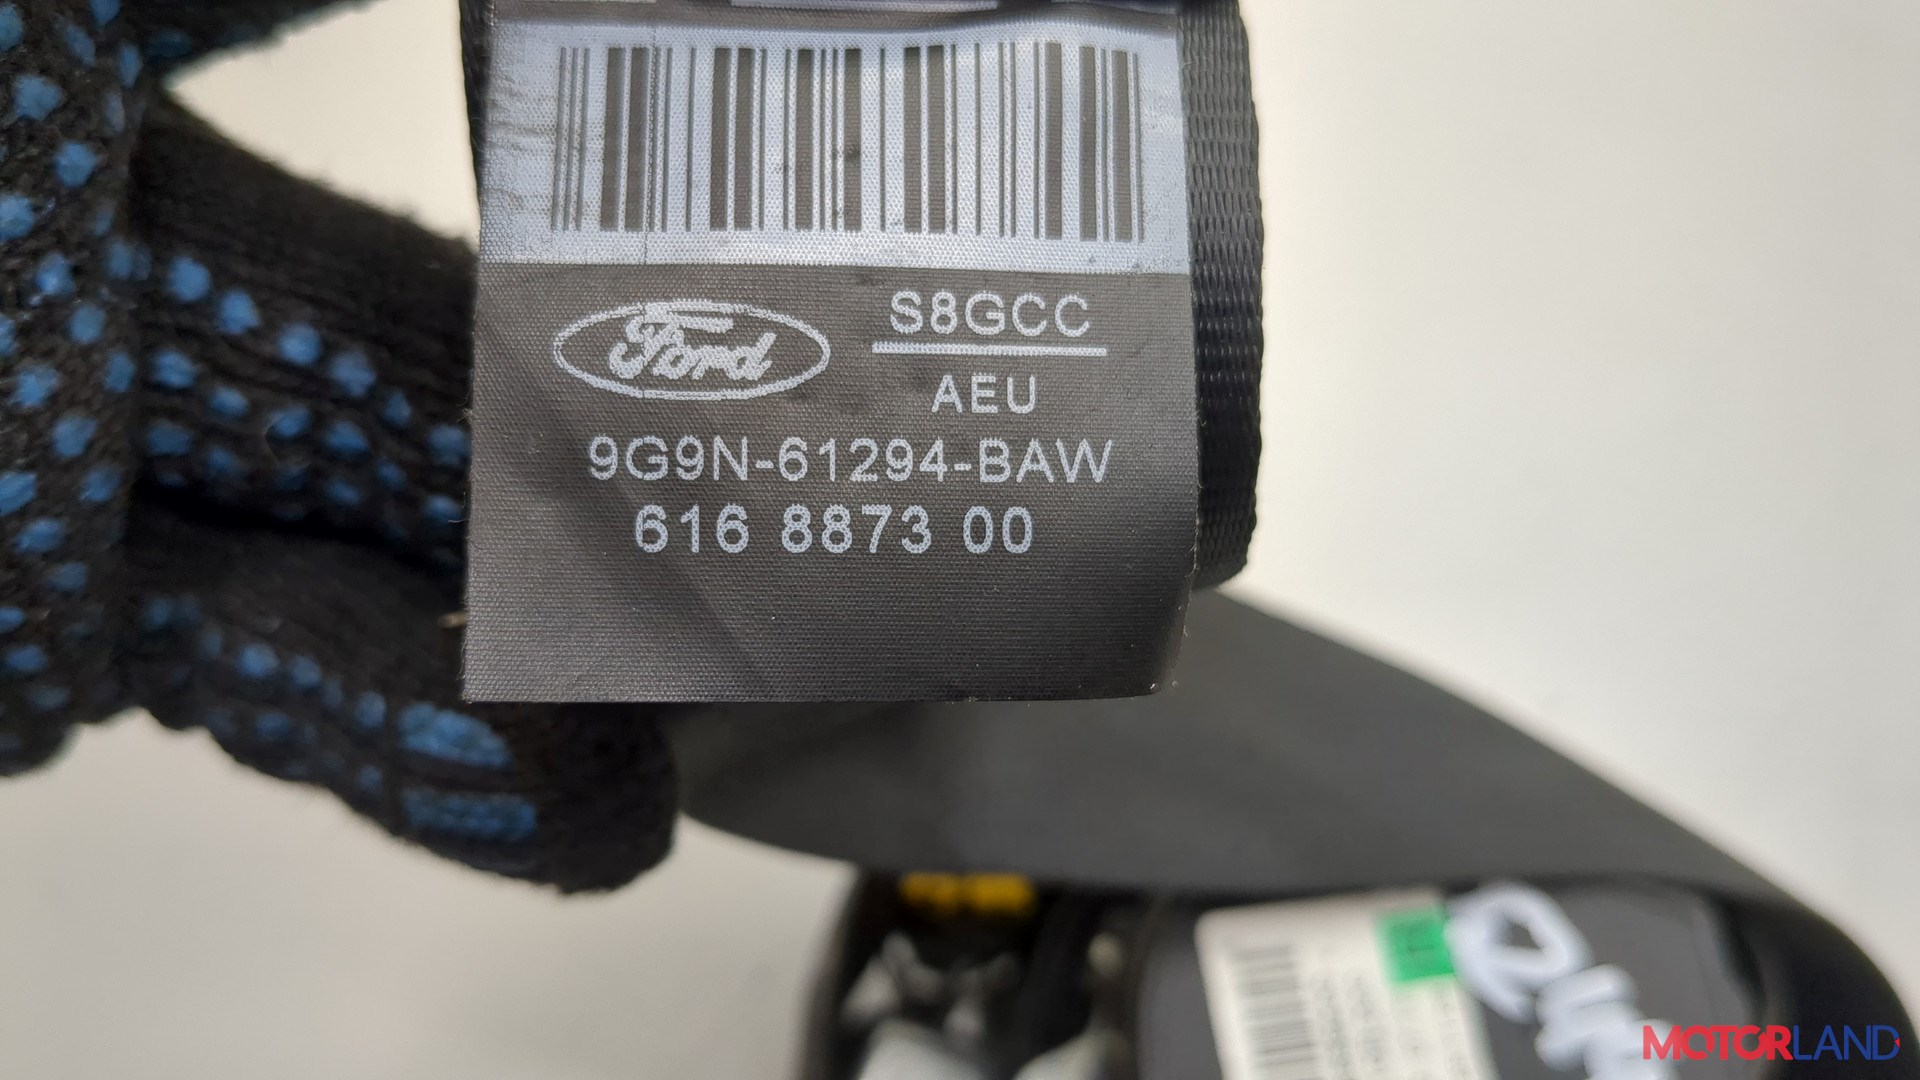 Ford
S8GCC
AEU
9G9N-61294-BAW
616 8873 00
MOTORLAND